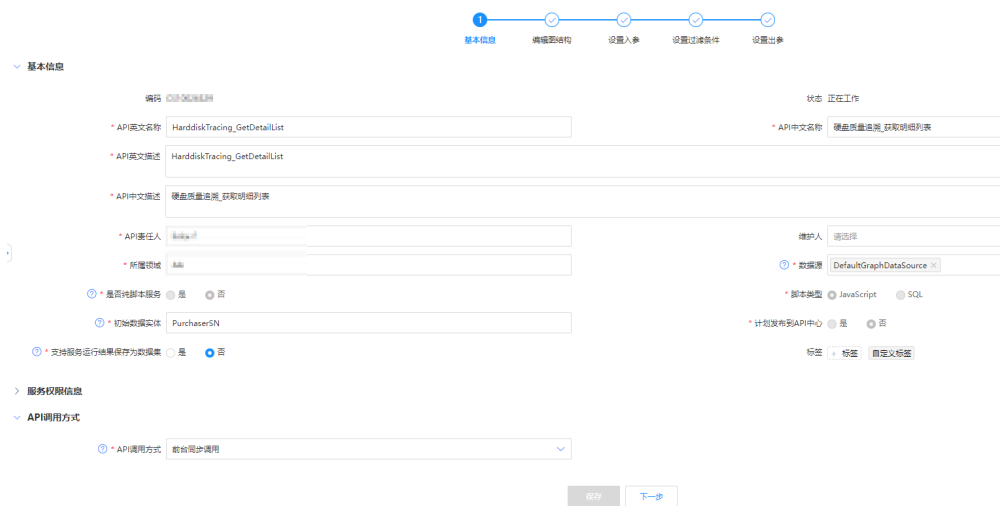 1
基本信息 编辑图结构 设置入参 设置过滤条件 设置出参
基本信息
编码
状态 正在工作
* API英文名称 HarddiskTracing_GetDetailList
* API中文名称 硬盘质量追溯_获取明细列表
* API英文描述 HarddiskTracing_GetDetailList
* API中文描述 硬盘质量追溯_获取明细列表
* API责任人
维护人 请选择
* 所属领域
? * 数据源 DefaultGraphDataSource ×
? * 是否纯脚本服务 是 否
* 脚本类型 JavaScript SQL
? * 初始数据实体 PurchaserSN
* 计划发布到API中心 是 否
? * 支持服务运行结果保存为数据集 是 否
标签 + 标签 自定义标签
服务权限信息
API调用方式
? * API调用方式 前台同步调用
保存 下一步